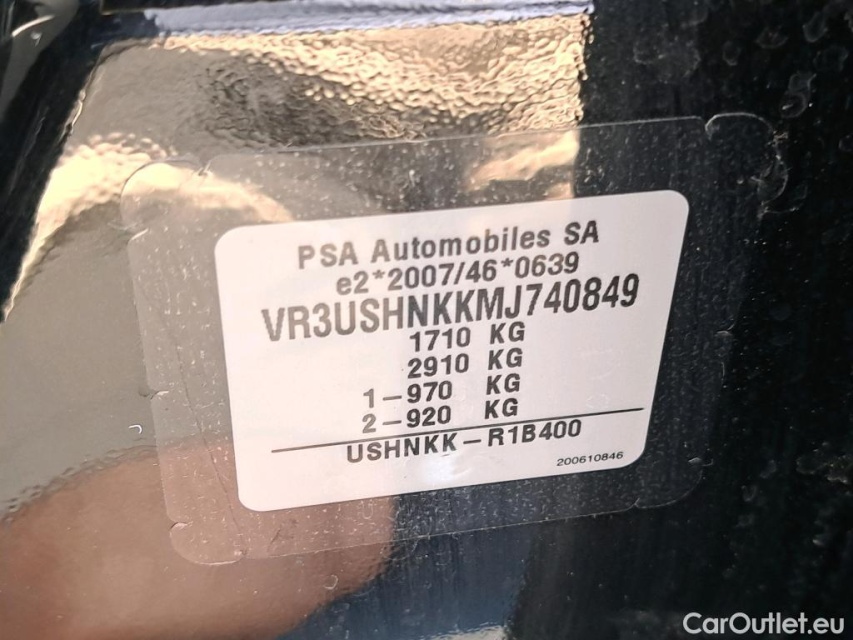 PSA Automobiles SA
e2*2007/46*0639
VR3USHNKKMJ740849
1710 KG
2910 KG
1-970 KG
2-920 KG
USHNKK-R1B400
200610846
CarOutlet.eu